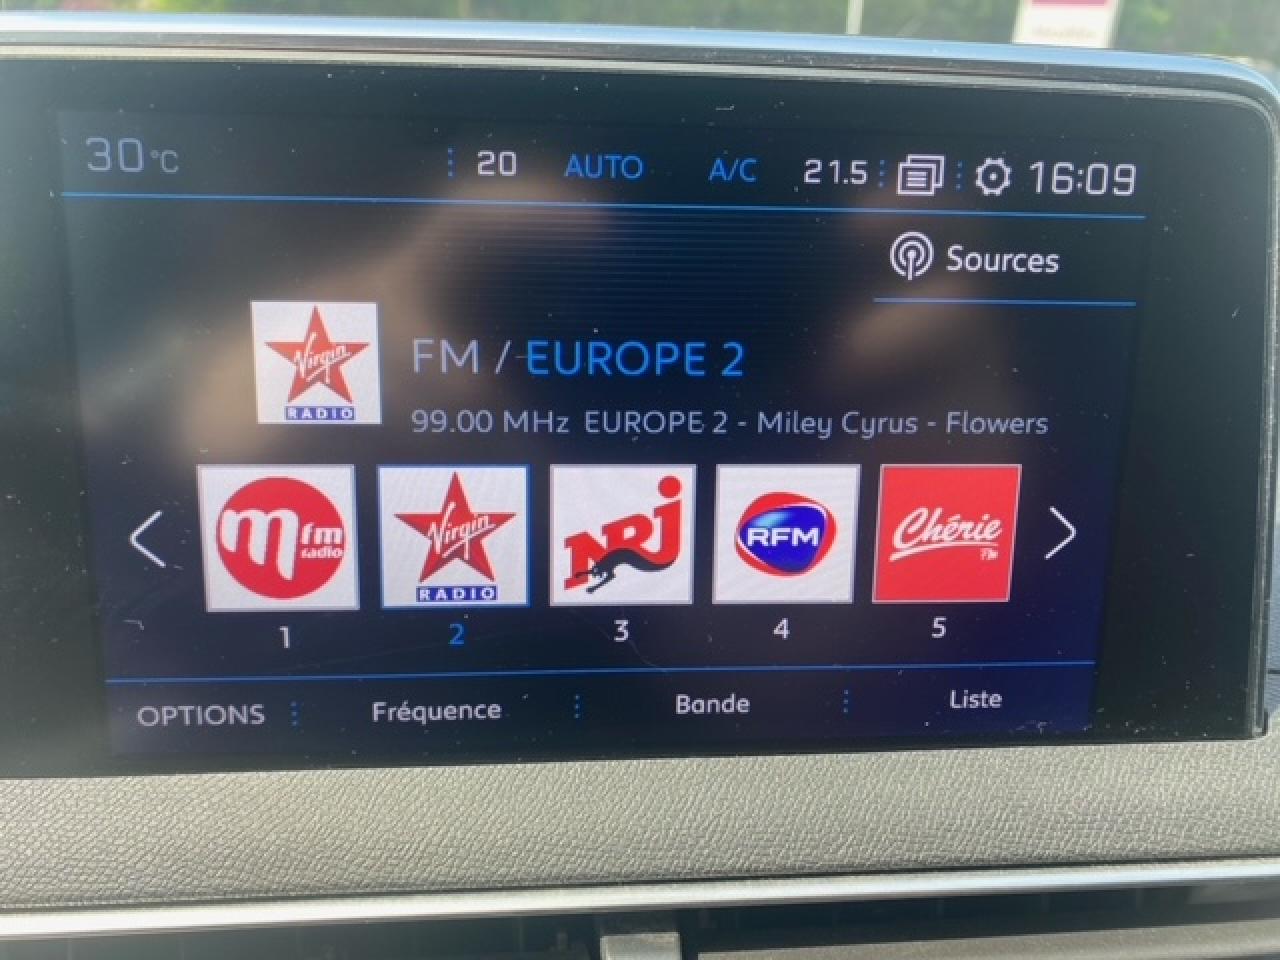 30°C 20 AUTO A/C 21.5 16:09
Sources
Virgin
RADIO
FM / EUROPE 2
99.00 MHz EUROPE 2 - Miley Cyrus - Flowers
m fm radio
Virgin RADIO
NRJ
RFM
Chérie FM
1 2 3 4 5
OPTIONS Fréquence Bande Liste